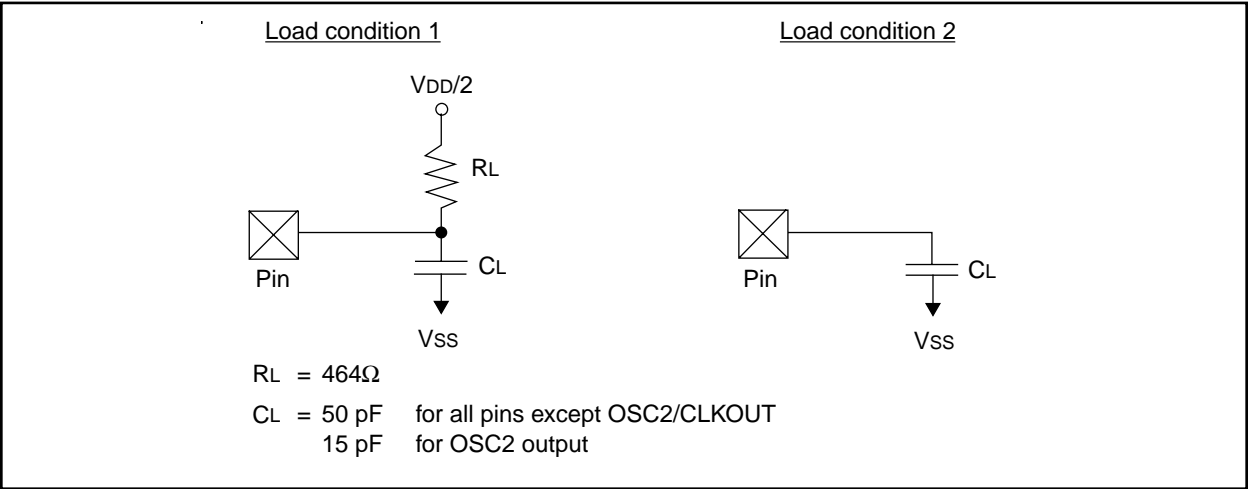 Load condition 1
VDD/2
RL
Pin
CL
VSS
Load condition 2
Pin
CL
VSS
RL = 464Ω
CL = 50 pF for all pins except OSC2/CLKOUT
15 pF for OSC2 output